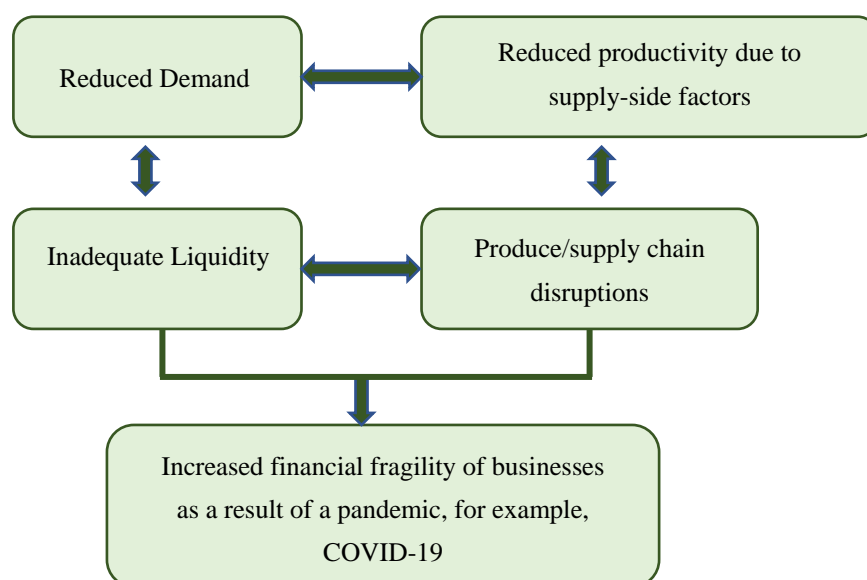 Reduced Demand
Reduced productivity due to
supply-side factors
Inadequate Liquidity
Produce/supply chain
disruptions
Increased financial fragility of businesses
as a result of a pandemic, for example,
COVID-19